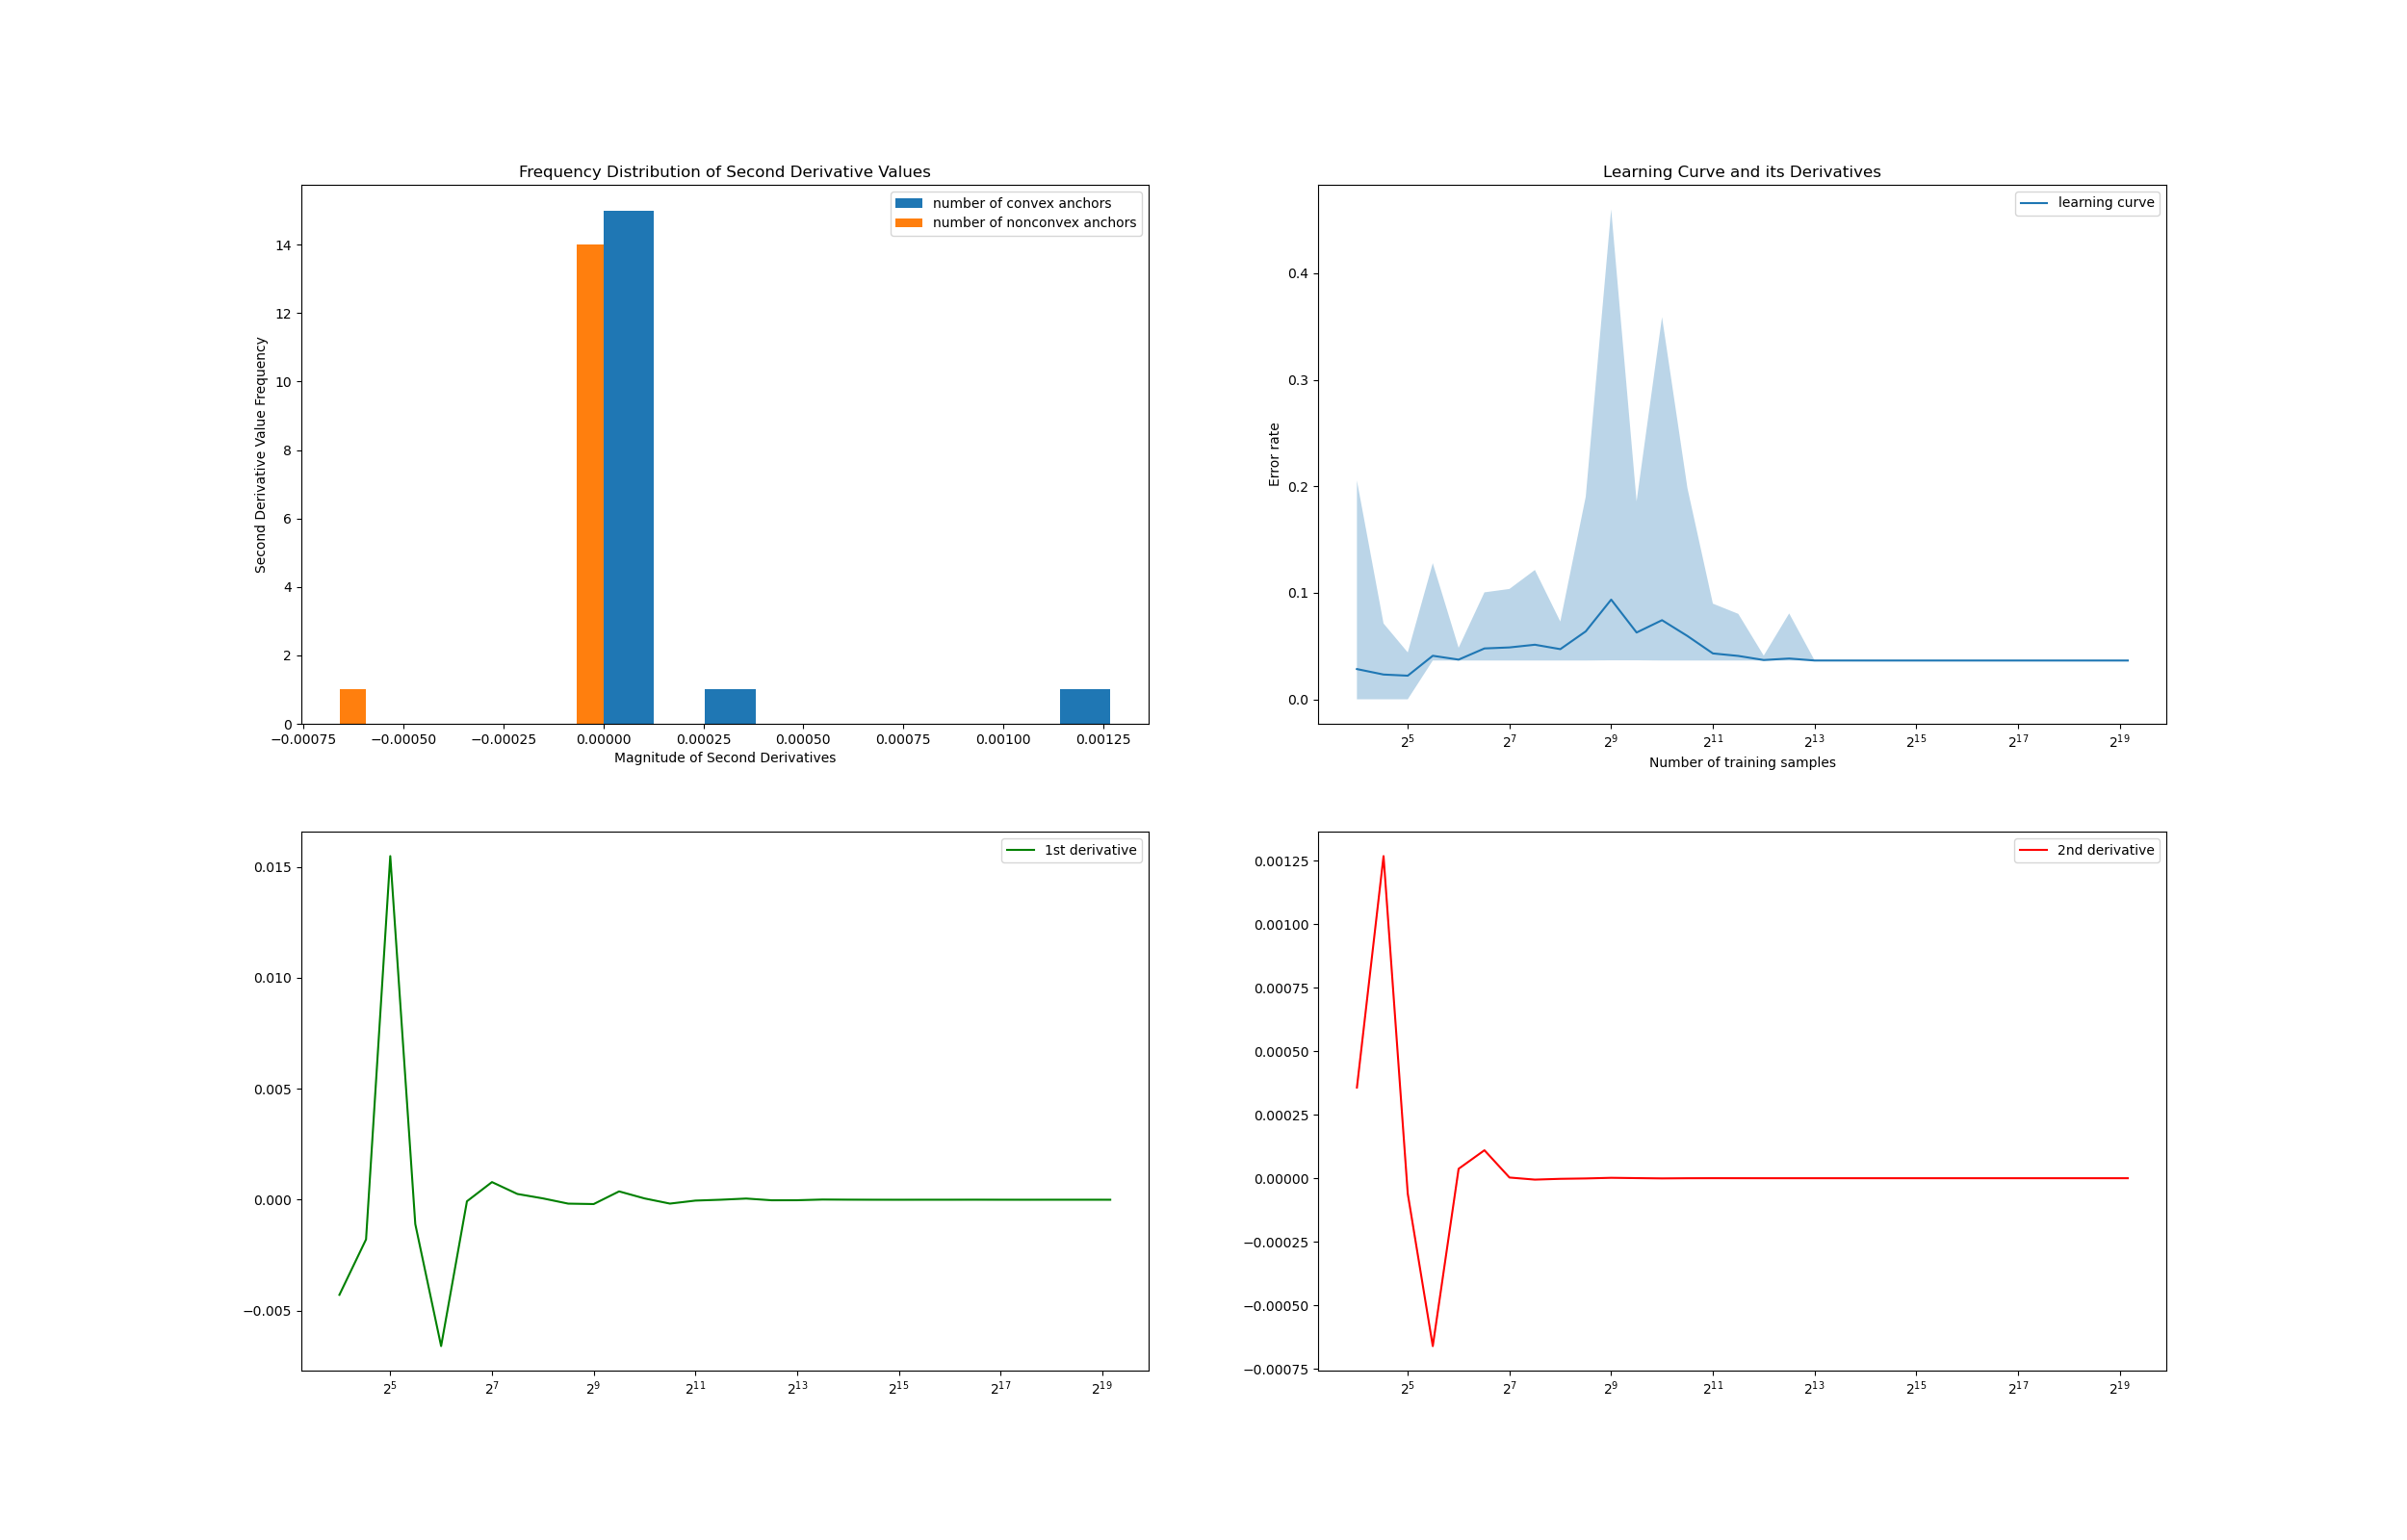 Frequency Distribution of Second Derivative Values
number of convex anchors
number of nonconvex anchors
Second Derivative Value Frequency
14
12
10
8
6
4
2
0
−0.00075 −0.00050 −0.00025 0.00000 0.00025 0.00050 0.00075 0.00100 0.00125
Magnitude of Second Derivatives
Learning Curve and its Derivatives
learning curve
Error rate
0.4
0.3
0.2
0.1
0.0
2^5 2^7 2^9 2^11 2^13 2^15 2^17 2^19
Number of training samples
1st derivative
0.015
0.010
0.005
0.000
−0.005
2^5 2^7 2^9 2^11 2^13 2^15 2^17 2^19
2nd derivative
0.00125
0.00100
0.00075
0.00050
0.00025
0.00000
−0.00025
−0.00050
−0.00075
2^5 2^7 2^9 2^11 2^13 2^15 2^17 2^19